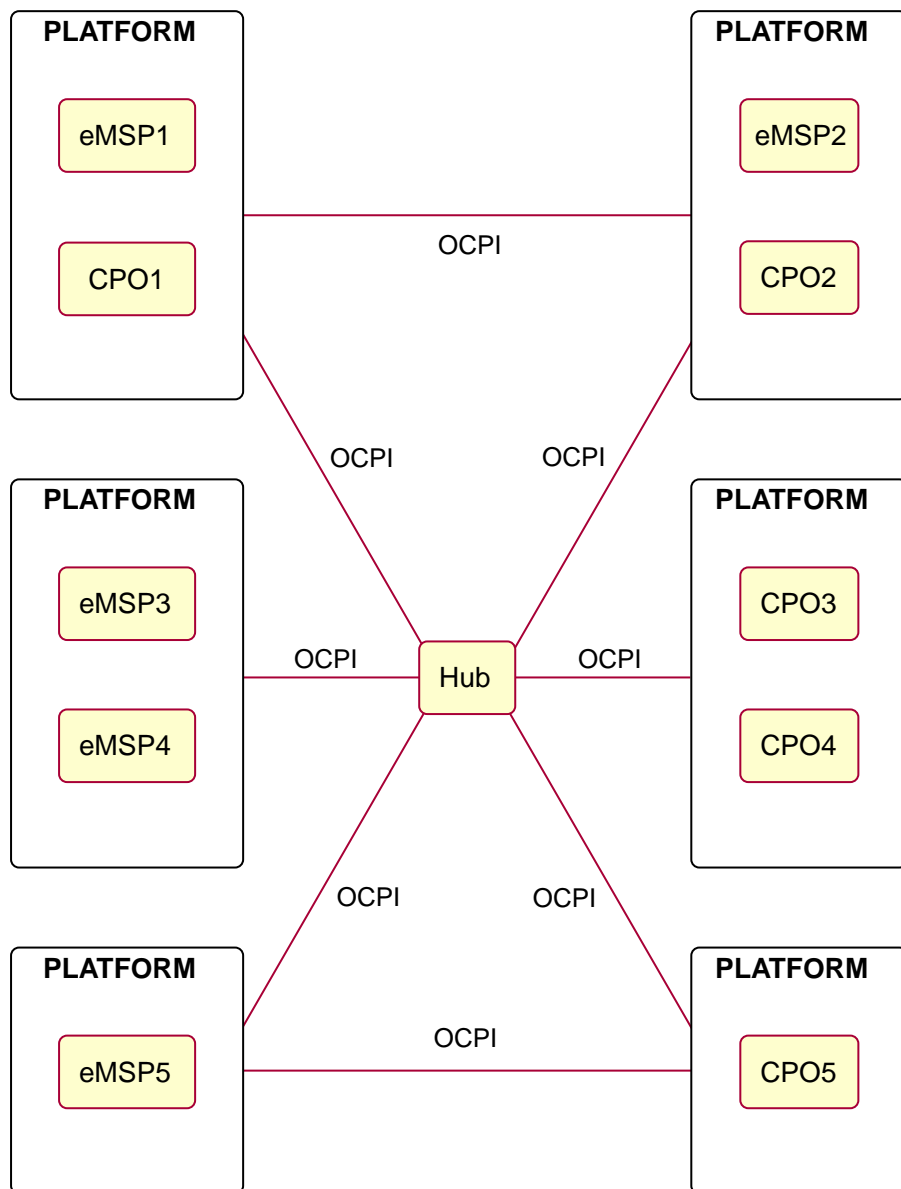 PLATFORM
PLATFORM
eMSP1
eMSP2
OCPI
CPO1
CPO2
OCPI
OCPI
PLATFORM
PLATFORM
eMSP3
CPO3
OCPI
Hub
OCPI
eMSP4
CPO4
OCPI
OCPI
PLATFORM
PLATFORM
OCPI
eMSP5
CPO5